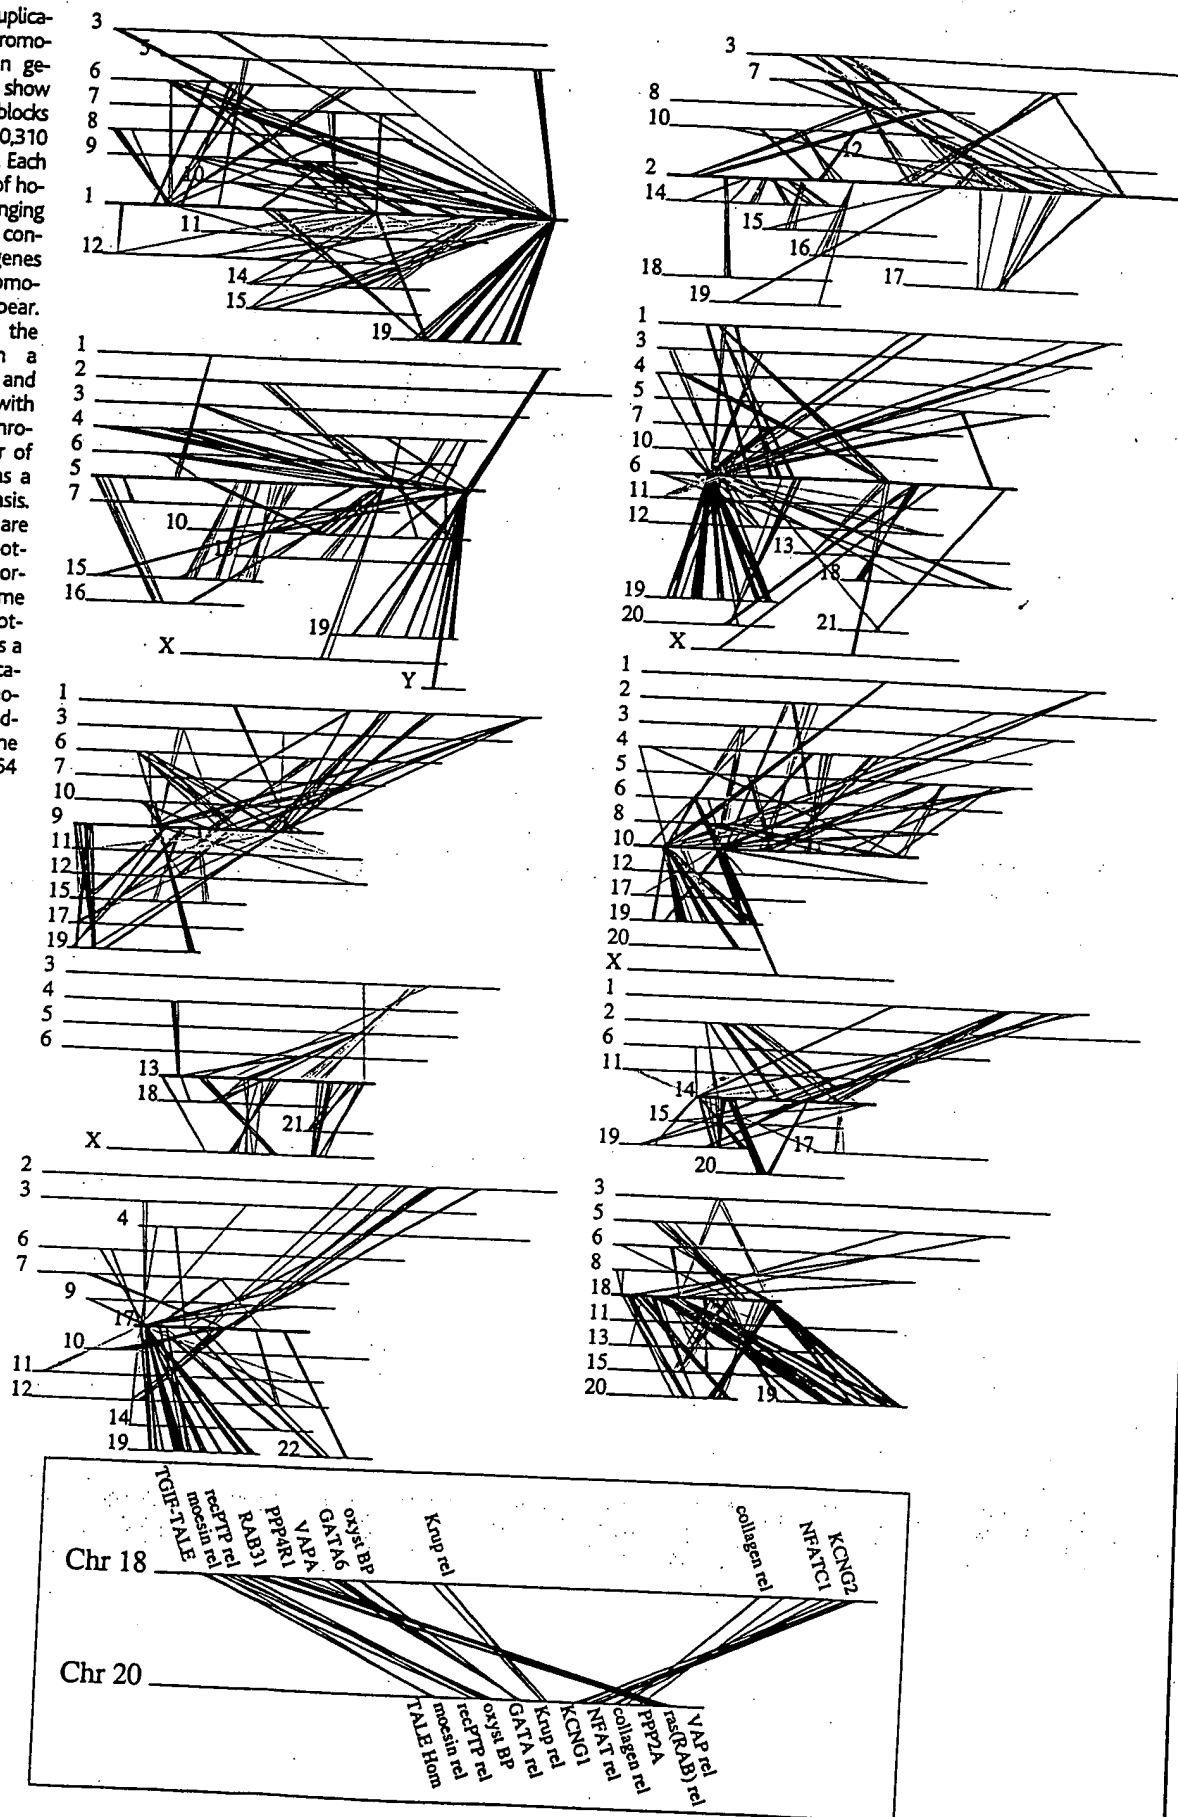 uplica-
romo-
n ge-
show
blocks
0,310
. Each
of ho-
nging
con-
genes
omo-
pear.
the
a
and
with
hro-
r of
as a
asis.
are
ot-
or-
me
ot-
s a
ca-
o-
d-
ne
64
3
5
6
7
8
9
10
1
11
12
14
15
19
3
7
8
10
12
2
14
15
16
18
17
19
1
2
3
4
6
5
7
10
15
16
19
X
Y
1
3
4
5
7
10
6
11
12
13
18
19
20
21
X
1
3
6
7
10
9
11
12
15
17
19
1
2
3
4
5
6
8
10
12
17
19
20
X
3
4
5
6
13
18
21
X
1
2
6
11
14
15
19
17
20
2
3
4
6
7
9
17
10
11
12
14
19
22
3
5
6
8
18
11
13
15
20
19
TGIF-TALE
moesin rel
recPTP rel
RAB31
PPP4R1
VAPA
GATA6
oxyst BP
Krup rel
collagen rel
NFATC1
KCNG2
Chr 18
Chr 20
TALE Hom
moesin rel
recPTP rel
oxyst BP
GATA rel
Krup rel
KCNG1
NFAT rel
collagen rel
PPP2A
ras(RAB) rel
VAP rel